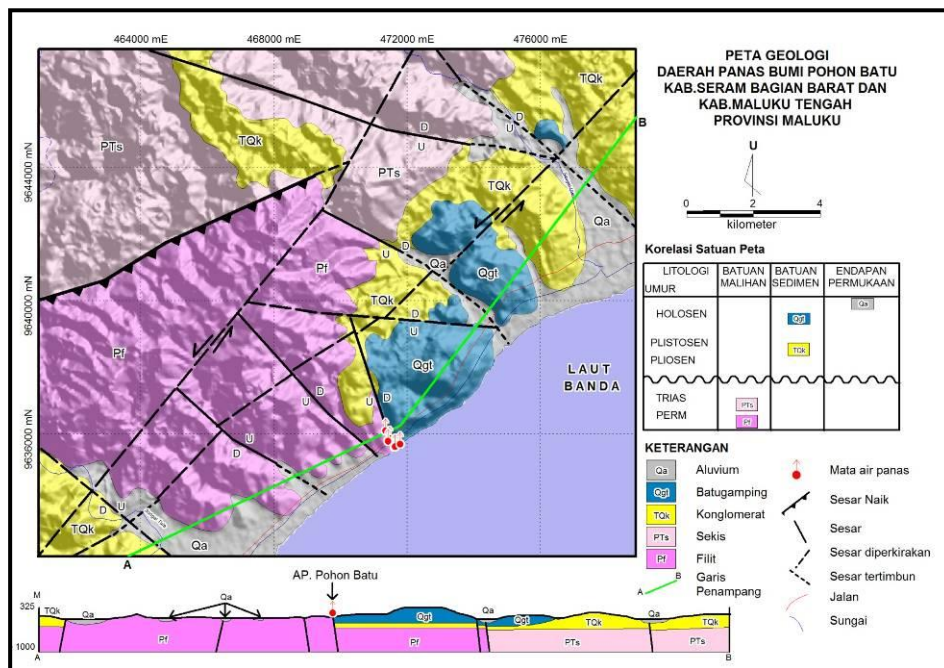 464000 mE
468000 mE
472000 mE
476000 mE
9644000 mN
9640000 mN
9636000 mN
PTs
TQk
D
U
PTs
D
U
TQk
B
Qa
Pf
U
D
Qa
Qgt
TQk
D
U
Pf
Qgt
U
D
U
D
U
D
LAUT
BANDA
D
U
TQk
Qa
A
PETA GEOLOGI
DAERAH PANAS BUMI POHON BATU
KAB.SERAM BAGIAN BARAT DAN
KAB.MALUKU TENGAH
PROVINSI MALUKU
U
0 2 4
kilometer
Korelasi Satuan Peta
LITOLOGI
UMUR
BATUAN
MALIHAN
BATUAN
SEDIMEN
ENDAPAN
PERMUKAAN
HOLOSEN
Qa
Qgt
PLISTOSEN
PLIOSEN
TQk
TRIAS
PTs
PERM
Pf
KETERANGAN
Qa Aluvium
Qgt Batugamping
TQk Konglomerat
PTs Sekis
Pf Filit
A B Garis
Penampang
Mata air panas
Sesar Naik
Sesar
Sesar diperkirakan
Sesar tertimbun
Jalan
Sungai
AP. Pohon Batu
M
325
1000
A
TQk
Qa
Qa
Pf
Qgt
Pf
Qa
Qgt
TQk
PTs
Qa
TQk
PTs
B